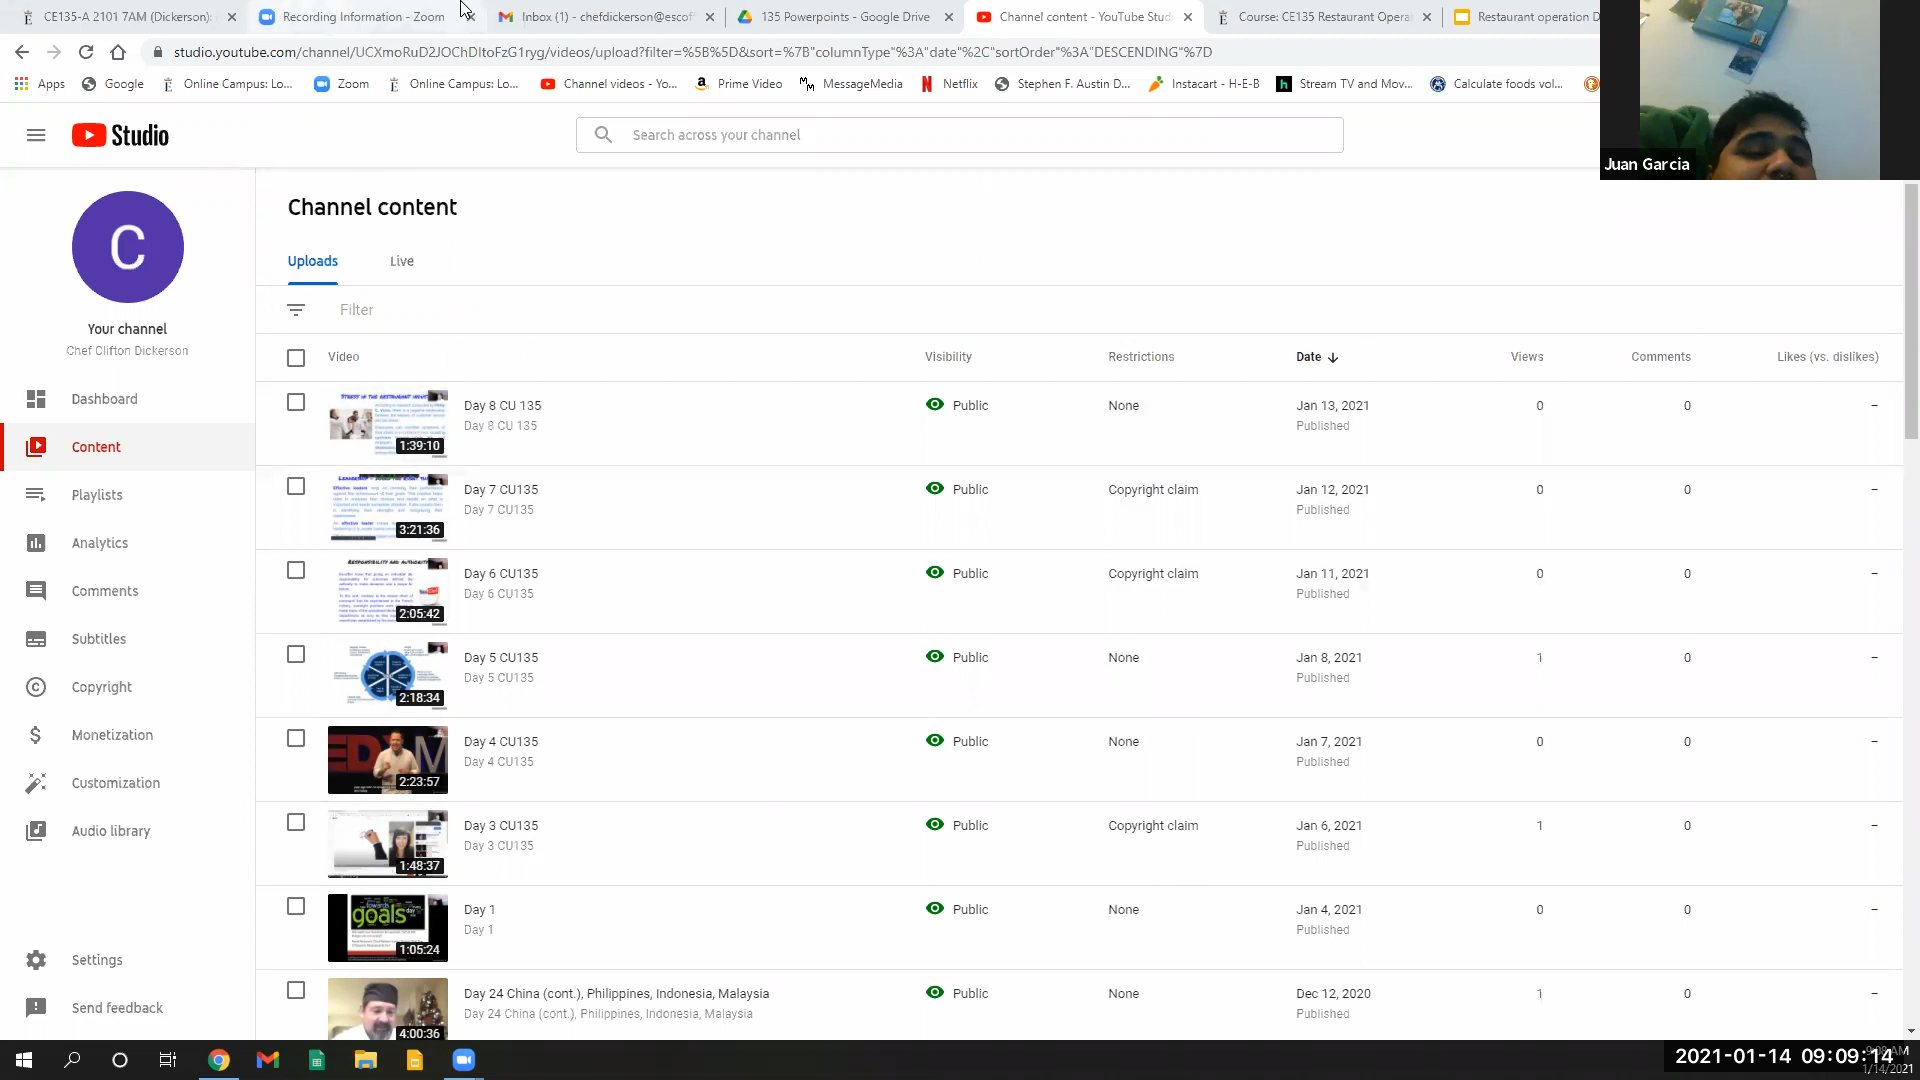 CE135-A 2101 7AM (Dickerson):
Recording Information - Zoom
Inbox (1) - chefdickerson@escoff
135 Powerpoints - Google Drive
Channel content - YouTube Stud
Course: CE135 Restaurant Opera
Restaurant operation D
studio.youtube.com/channel/UCXmoRuD2JOChDItoFzG1ryg/videos/upload?filter=%5B%5D&sort=%7B"columnType"%3A"date"%2C"sortOrder"%3A"DESCENDING"%7D
Apps
Google
Online Campus: Lo...
Zoom
Online Campus: Lo...
Channel videos - Yo...
Prime Video
MessageMedia
Netflix
Stephen F. Austin D...
Instacart - H-E-B
Stream TV and Mov...
Calculate foods vol...
Juan Garcia
Studio
Search across your channel
C
Your channel
Chef Clifton Dickerson
Dashboard
Content
Playlists
Analytics
Comments
Subtitles
Copyright
Monetization
Customization
Audio library
Settings
Send feedback
Channel content
Uploads
Live
Filter
Video
Visibility
Restrictions
Date
Views
Comments
Likes (vs. dislikes)
1:39:10
Day 8 CU 135
Day 8 CU 135
Public
None
Jan 13, 2021
Published
0
0
–
3:21:36
Day 7 CU135
Day 7 CU135
Public
Copyright claim
Jan 12, 2021
Published
0
0
–
Responsibility and authority
2:05:42
Day 6 CU135
Day 6 CU135
Public
Copyright claim
Jan 11, 2021
Published
0
0
–
2:18:34
Day 5 CU135
Day 5 CU135
Public
None
Jan 8, 2021
Published
1
0
–
2:23:57
Day 4 CU135
Day 4 CU135
Public
None
Jan 7, 2021
Published
0
0
–
1:48:37
Day 3 CU135
Day 3 CU135
Public
Copyright claim
Jan 6, 2021
Published
1
0
–
goals
1:05:24
Day 1
Day 1
Public
None
Jan 4, 2021
Published
0
0
–
4:00:36
Day 24 China (cont.), Philippines, Indonesia, Malaysia
Day 24 China (cont.), Philippines, Indonesia, Malaysia
Public
None
Dec 12, 2020
Published
1
0
–
2021-01-14 09:09:14
1/14/2021